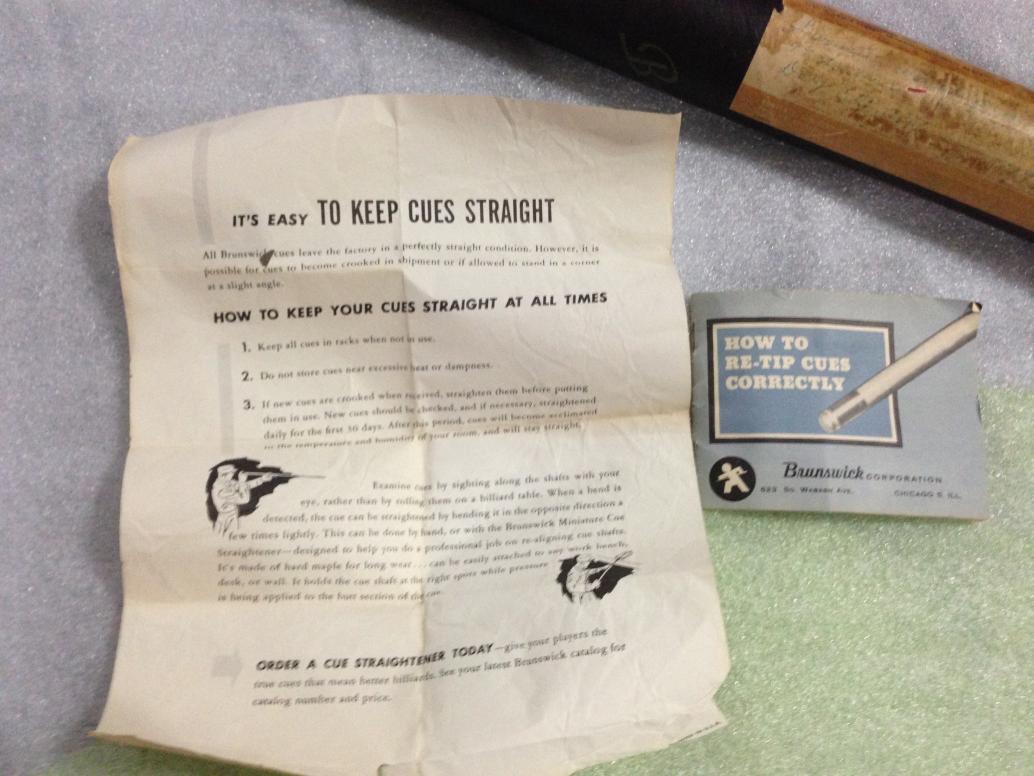 IT'S EASY TO KEEP CUES STRAIGHT
All Brunswick cues leave the factory in a perfectly straight condition. However, it is
possible for cues to become crooked in shipment or if allowed to stand in a corner
at a slight angle.
HOW TO KEEP YOUR CUES STRAIGHT AT ALL TIMES
1. Keep all cues in racks when not in use.
2. Do not store cues near excessive heat or dampness.
3. If new cues are crooked when received, straighten them before putting
them in use. New cues should be checked, and if necessary, straightened
daily for the first 30 days. After this period, cues will become acclimated
to the temperature and humidity of your room, and will stay straight.
Examine cues by sighting along the shafts with your
eye, rather than by rolling them on a billiard table. When a bend is
detected, the cue can be straightened by bending it in the opposite direction a
few times lightly. This can be done by hand, or with the Brunswick Miniature Cue
Straightener—designed to help you do a professional job on re-aligning cue shafts.
It's made of hard maple for long wear...can be easily attached to any work bench,
desk, or wall. It holds the cue shaft at the right spots while pressure
is being applied to the butt section of the cue.
ORDER A CUE STRAIGHTENER TODAY—give your players the
true cues that mean better billiards. See your latest Brunswick catalog for
catalog number and price.
B
HOW TO
RE-TIP CUES
CORRECTLY
Brunswick CORPORATION
623 So. Wabash Ave. CHICAGO 5, ILL.